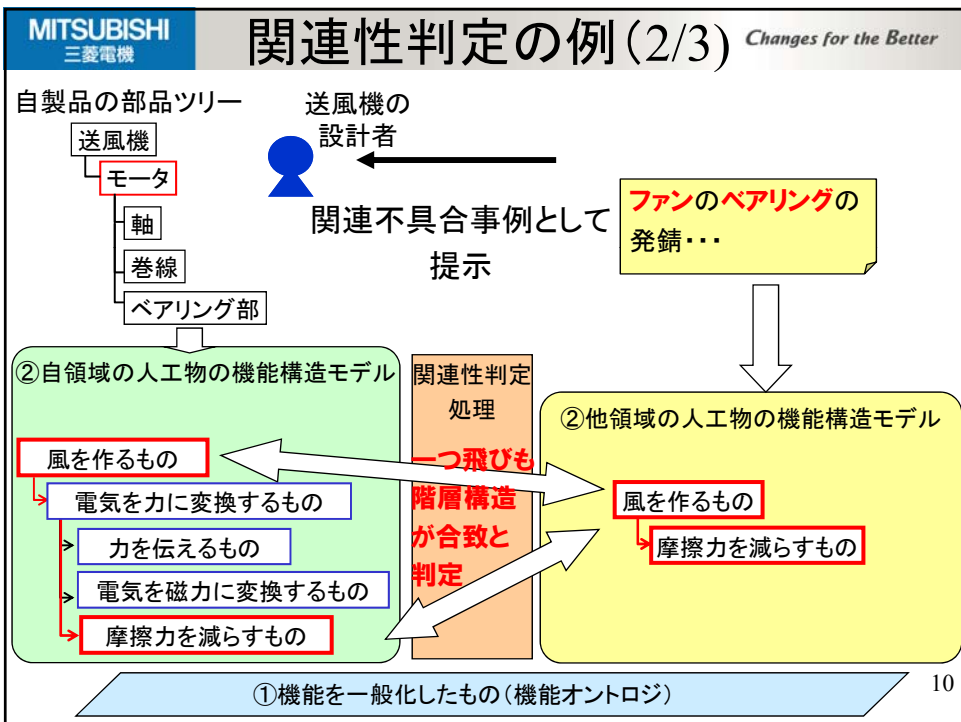 MITSUBISHI
三菱電機
関連性判定の例(2/3)
Changes for the Better
自製品の部品ツリー
送風機
モータ
軸
巻線
ベアリング部
送風機の
設計者
関連不具合事例として
提示
ファンのベアリングの
発錆・・・
②自領域の人工物の機能構造モデル
風を作るもの
電気を力に変換するもの
力を伝えるもの
電気を磁力に変換するもの
摩擦力を減らすもの
関連性判定
処理
一つ飛びも
階層構造
が合致と
判定
②他領域の人工物の機能構造モデル
風を作るもの
摩擦力を減らすもの
①機能を一般化したもの(機能オントロジ)
10